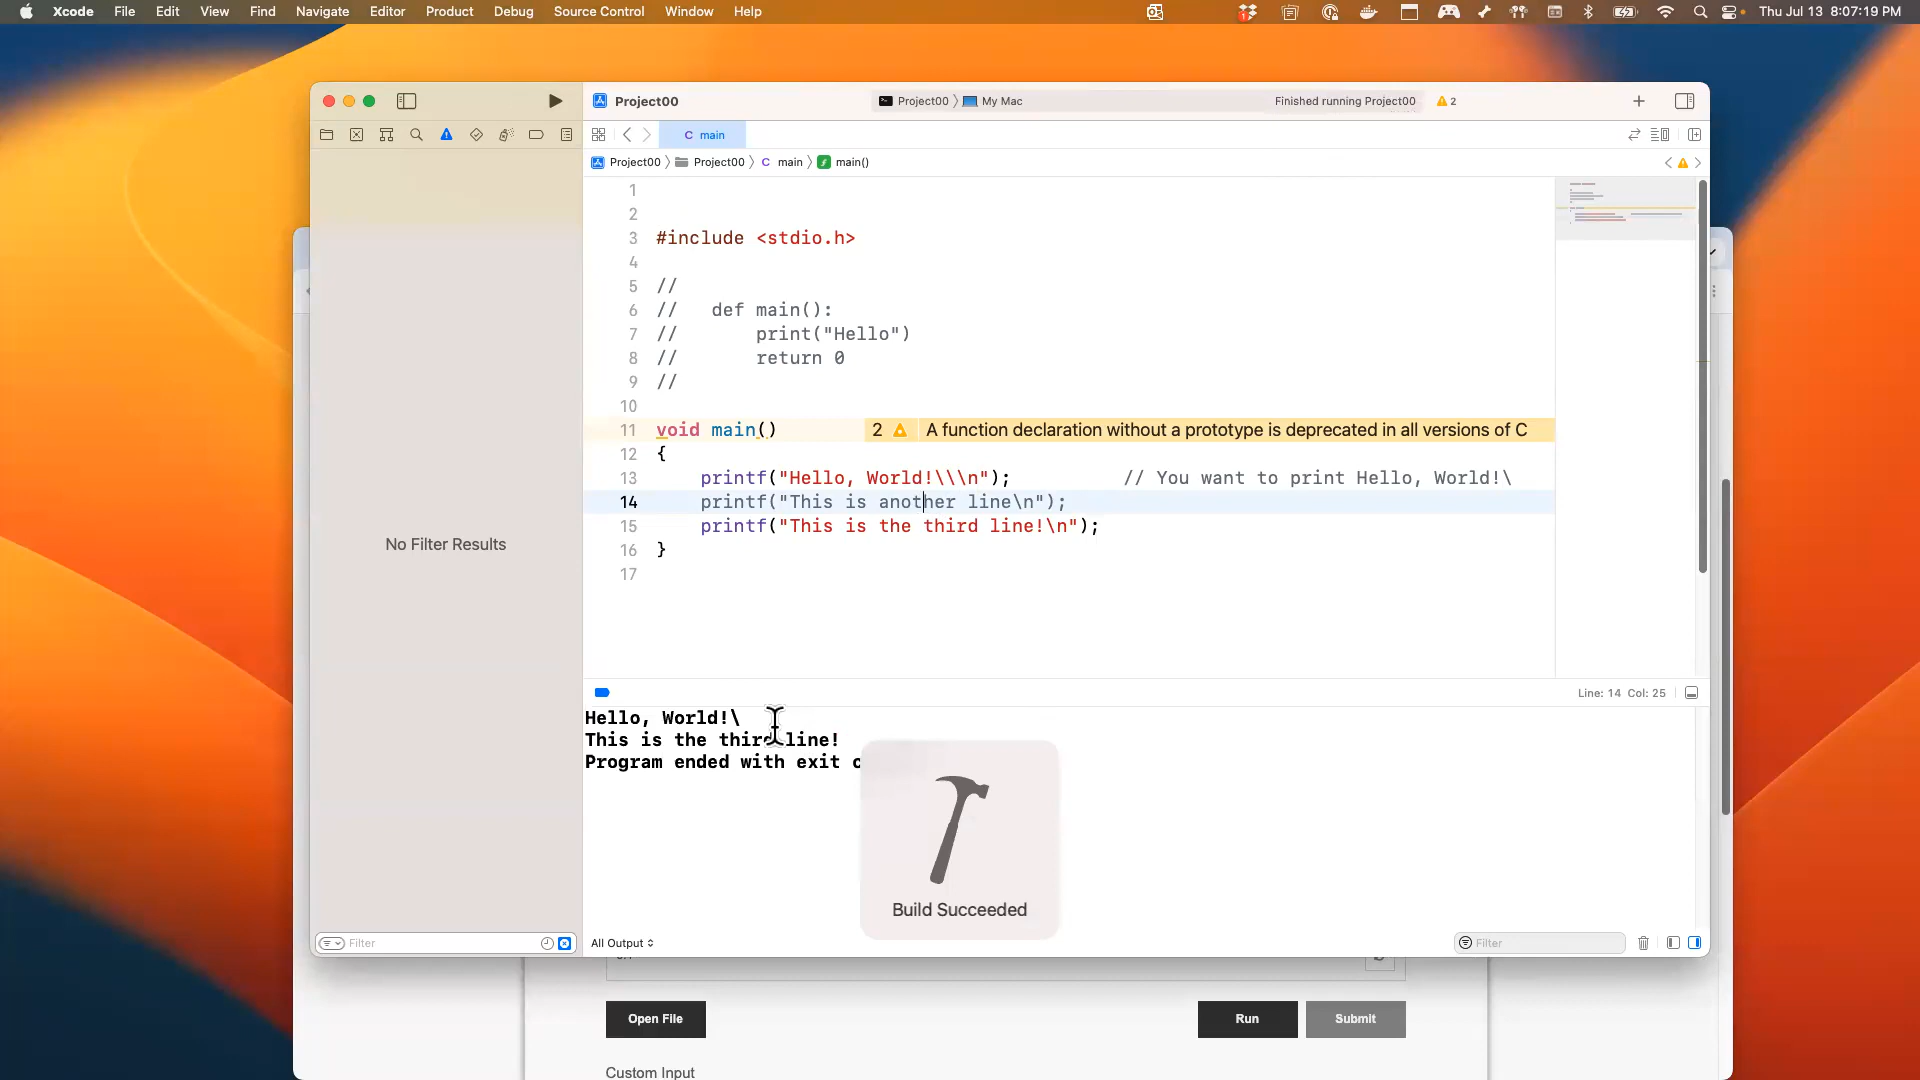 Xcode File Edit View Find Navigate Editor Product Debug Source Control Window Help
1
Thu Jul 13 8:07:19 PM
Project00
Project00 My Mac
Finished running Project00
2
C main
Project00 Project00 C main main()
1
2
3 #include <stdio.h>
4
5 //
6 //   def main():
7 //       print("Hello")
8 //       return 0
9 //
10
11 void main() 2 A function declaration without a prototype is deprecated in all versions of C
12 {
13     printf("Hello, World!\\\n");          // You want to print Hello, World!\
14     printf("This is another line\n");
15     printf("This is the third line!\n");
16 }
17
No Filter Results
Line: 14 Col: 25
Hello, World!\
This is the third line!
Program ended with exit
Build Succeeded
Filter
All Output
Filter
Open File
Run
Submit
Custom Input